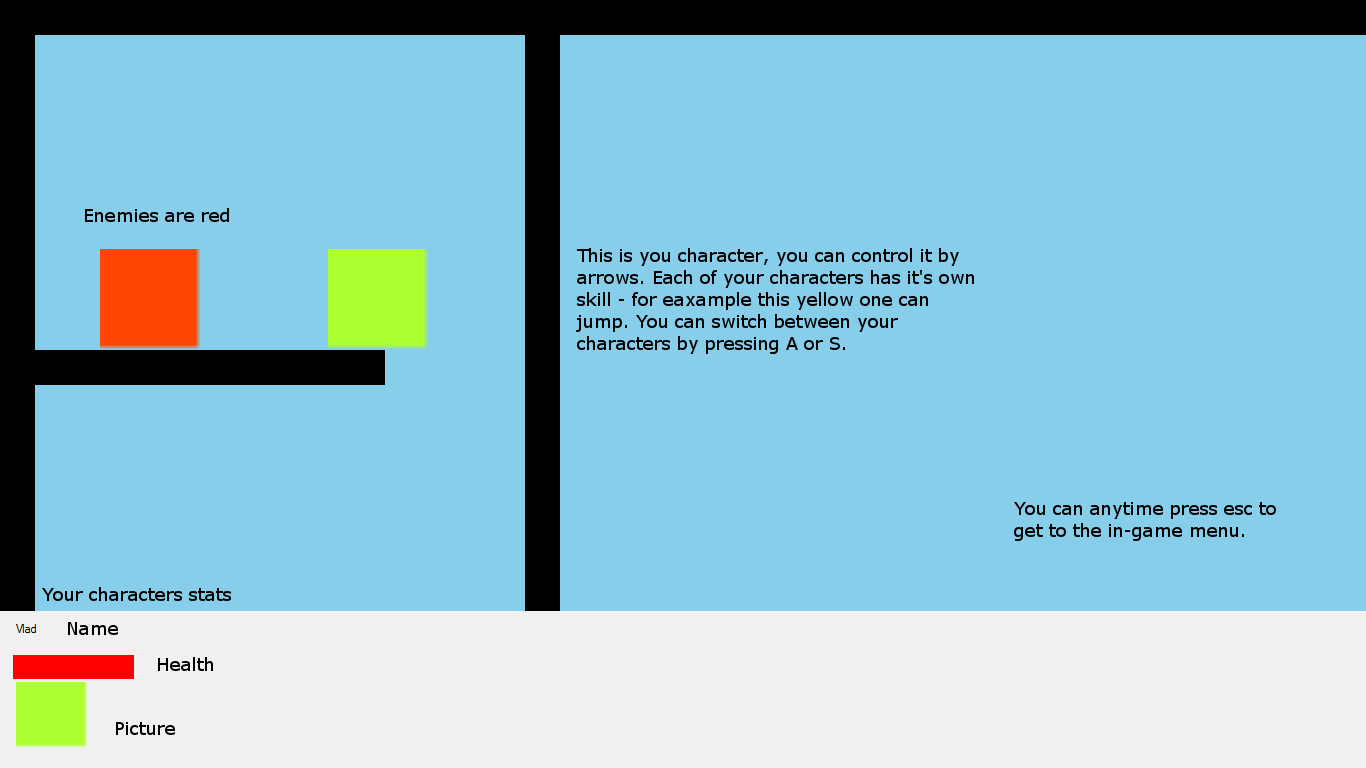 Enemies are red
This is you character, you can control it by
arrows. Each of your characters has it's own
skill - for eaxample this yellow one can
jump. You can switch between your
characters by pressing A or S.
You can anytime press esc to
get to the in-game menu.
Your characters stats
Vlad Name
Health
Picture